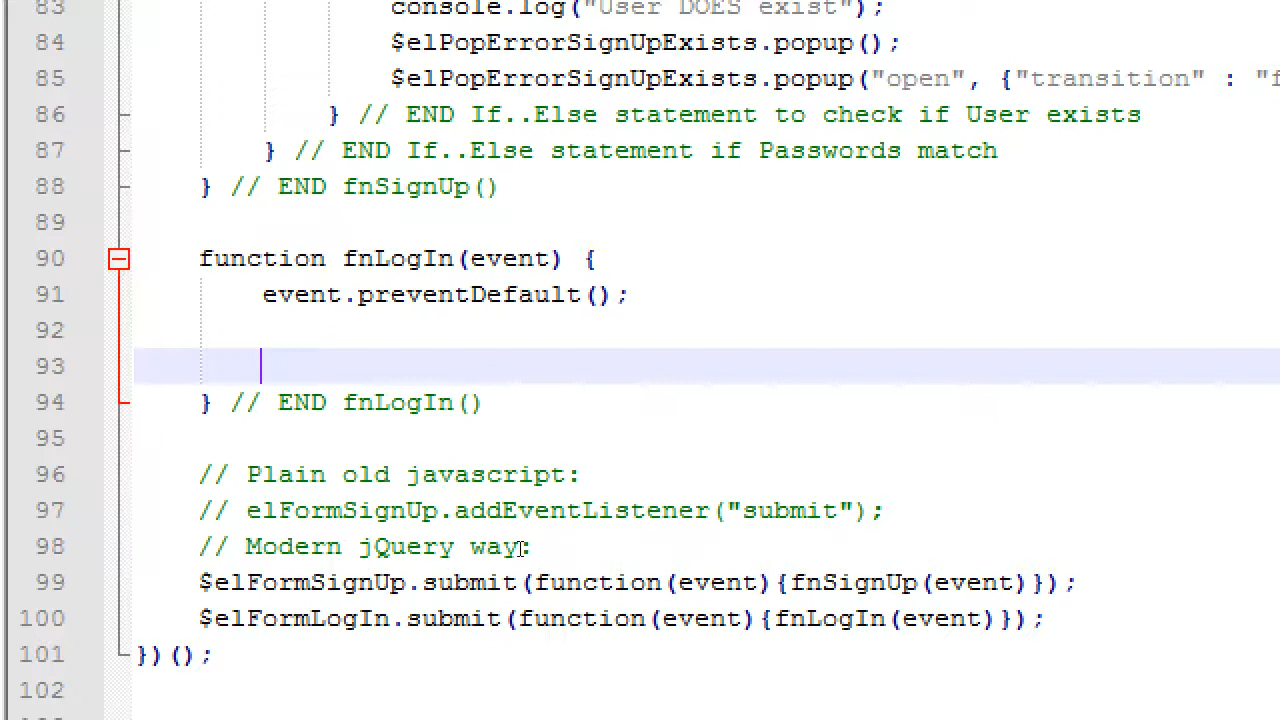 83 console.log("User DOES exist");
84 $elPopErrorSignUpExists.popup();
85 $elPopErrorSignUpExists.popup("open", {"transition" : "f
86 } // END If..Else statement to check if User exists
87 } // END If..Else statement if Passwords match
88 } // END fnSignUp()
89
90 function fnLogIn(event) {
91 event.preventDefault();
92
93
94 } // END fnLogIn()
95
96 // Plain old javascript:
97 // elFormSignUp.addEventListener("submit");
98 // Modern jQuery way:
99 $elFormSignUp.submit(function(event){fnSignUp(event)});
100 $elFormLogIn.submit(function(event){fnLogIn(event)});
101 })();
102